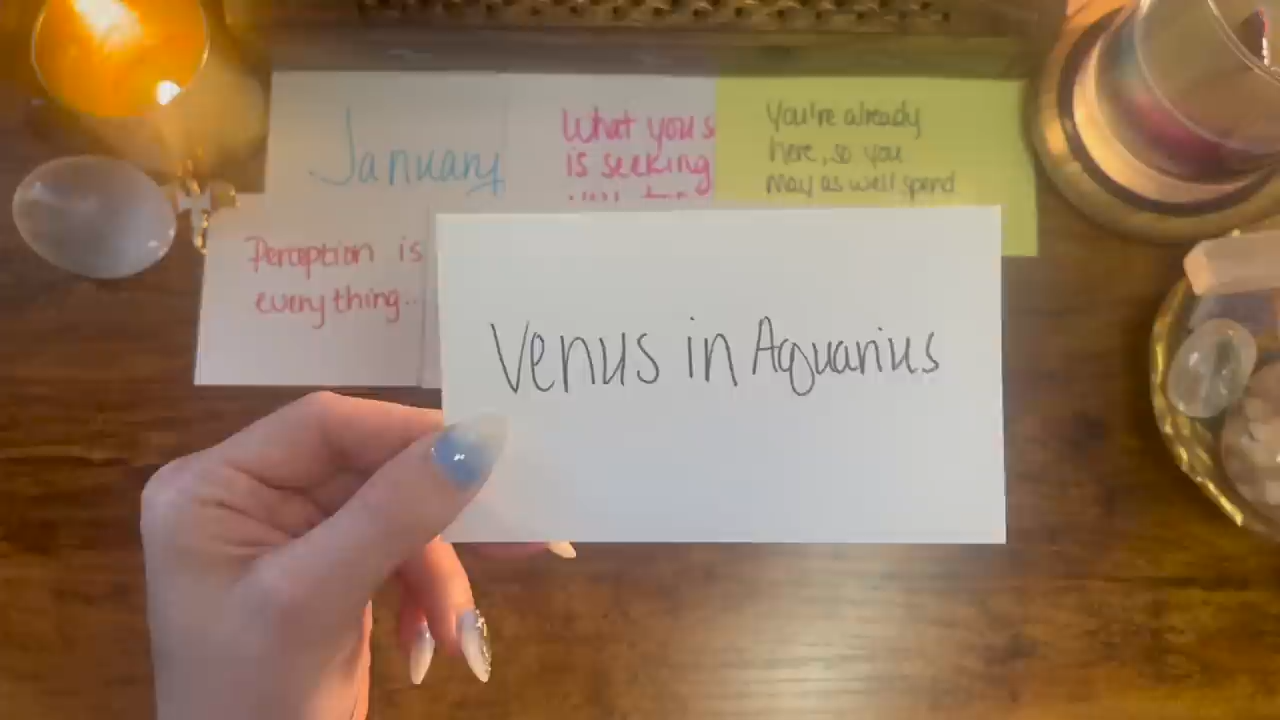 January
What you s
is seeking
You're already
here, so you
may as well spend
Perception is
everything..
Venus in Aquarius